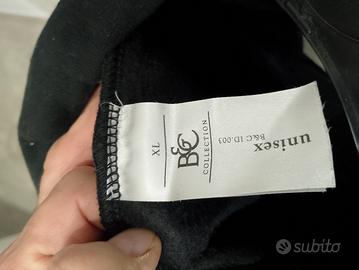 XL
B&C
COLLECTION
unisex
B&C ID.003
subito